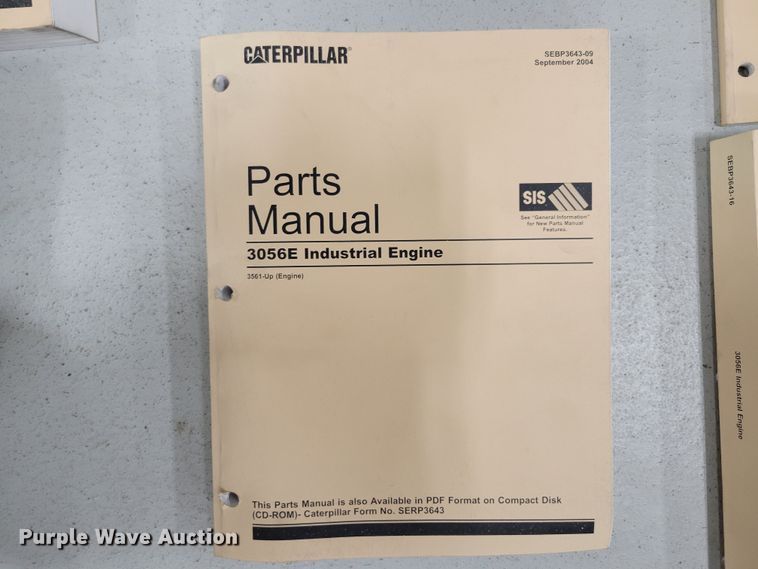 CATERPILLAR®
SEBP3643-09
September 2004
Parts
Manual
SIS
See "General Information"
for New Parts Manual
Features.
3056E Industrial Engine
3561-Up (Engine)
This Parts Manual is also Available in PDF Format on Compact Disk
(CD-ROM)- Caterpillar Form No. SERP3643
SEBP3643-16
3056E Industrial Engine
Purple Wave Auction